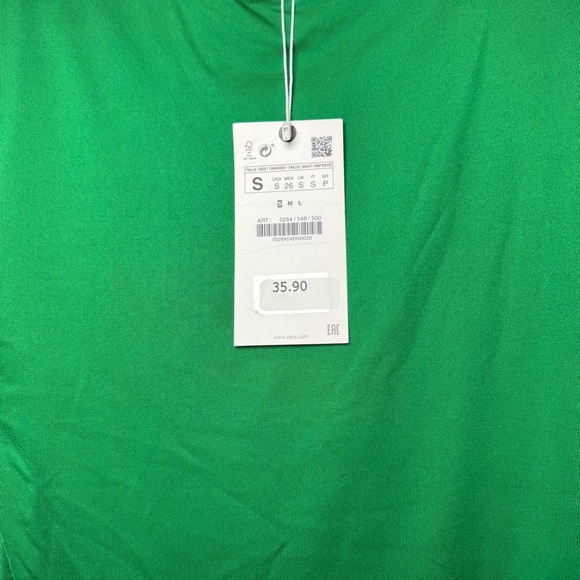 TALLA / SIZE / TAMANHO / TAILLE / MAAT / ΜΕΓΕΘΟΣ
S
USA MEX UK IT BR
S 26 S S P
S M L
ART.: 0264 / 548 / 500
00264548500020
35.90
www.zara.com
EAC